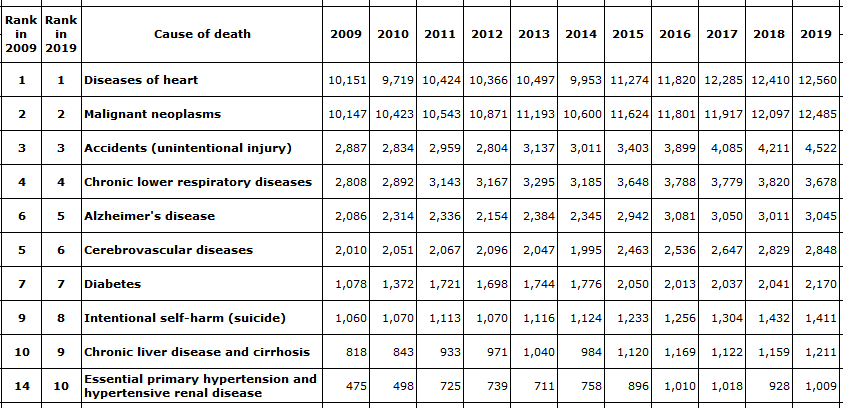 Rank in 2009 Rank in 2019 Cause of death 2009 2010 2011 2012 2013 2014 2015 2016 2017 2018 2019
1 1 Diseases of heart 10,151 9,719 10,424 10,366 10,497 9,953 11,274 11,820 12,285 12,410 12,560
2 2 Malignant neoplasms 10,147 10,423 10,543 10,871 11,193 10,600 11,624 11,801 11,917 12,097 12,485
3 3 Accidents (unintentional injury) 2,887 2,834 2,959 2,804 3,137 3,011 3,403 3,899 4,085 4,211 4,522
4 4 Chronic lower respiratory diseases 2,808 2,892 3,143 3,167 3,295 3,185 3,648 3,788 3,779 3,820 3,678
6 5 Alzheimer's disease 2,086 2,314 2,336 2,154 2,384 2,345 2,942 3,081 3,050 3,011 3,045
5 6 Cerebrovascular diseases 2,010 2,051 2,067 2,096 2,047 1,995 2,463 2,536 2,647 2,829 2,848
7 7 Diabetes 1,078 1,372 1,721 1,698 1,744 1,776 2,050 2,013 2,037 2,041 2,170
9 8 Intentional self-harm (suicide) 1,060 1,070 1,113 1,070 1,116 1,124 1,233 1,256 1,304 1,432 1,411
10 9 Chronic liver disease and cirrhosis 818 843 933 971 1,040 984 1,120 1,169 1,122 1,159 1,211
14 10 Essential primary hypertension and hypertensive renal disease 475 498 725 739 711 758 896 1,010 1,018 928 1,009